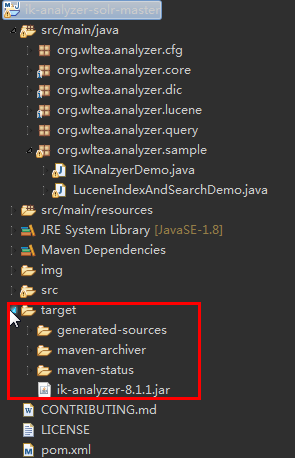 ik-analyzer-solr-master
src/main/java
org.wltea.analyzer.cfg
org.wltea.analyzer.core
org.wltea.analyzer.dic
org.wltea.analyzer.lucene
org.wltea.analyzer.query
org.wltea.analyzer.sample
IKAnalzyerDemo.java
LuceneIndexAndSearchDemo.java
src/main/resources
JRE System Library [JavaSE-1.8]
Maven Dependencies
img
src
target
generated-sources
maven-archiver
maven-status
ik-analyzer-8.1.1.jar
CONTRIBUTING.md
LICENSE
pom.xml